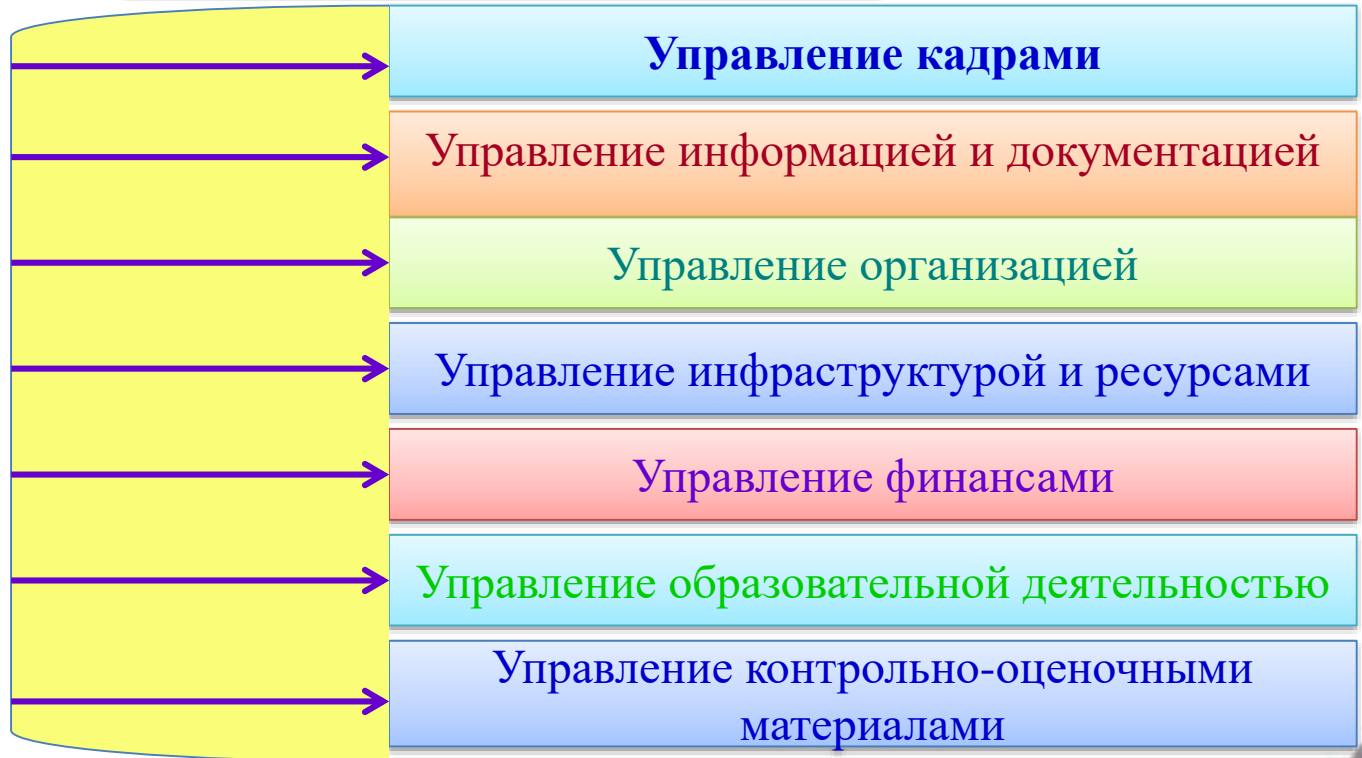 Управление кадрами
Управление информацией и документацией
Управление организацией
Управление инфраструктурой и ресурсами
Управление финансами
Управление образовательной деятельностью
Управление контрольно-оценочными
материалами